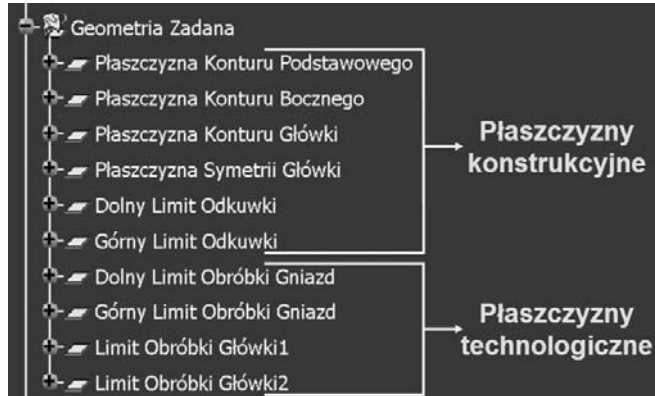 Geometria Zadana
Płaszczyzna Konturu Podstawowego
Płaszczyzna Konturu Bocznego
Płaszczyzna Konturu Główki
Płaszczyzna Symetrii Główki
Dolny Limit Odkuwki
Górny Limit Odkuwki
Płaszczyzny
konstrukcyjne
Dolny Limit Obróbki Gniazd
Górny Limit Obróbki Gniazd
Limit Obróbki Główki1
Limit Obróbki Główki2
Płaszczyzny
technologiczne